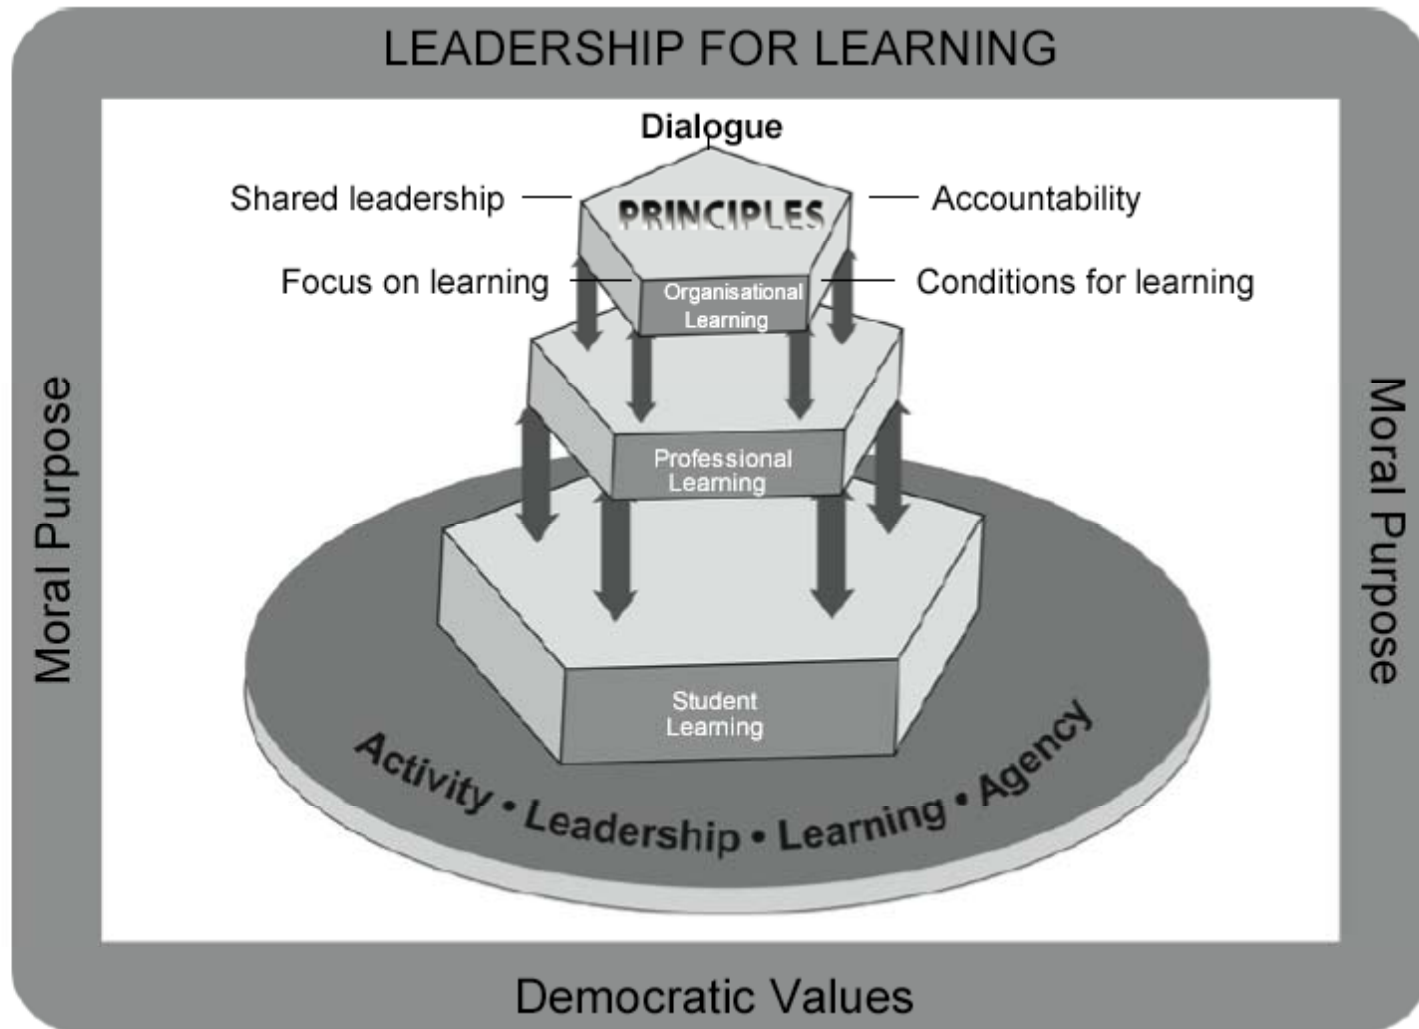 LEADERSHIP FOR LEARNING
Dialogue
Shared leadership
Accountability
PRINCIPLES
Focus on learning
Conditions for learning
Organisational
Learning
Professional
Learning
Student
Learning
Activity • Leadership • Learning • Agency
Moral Purpose
Moral Purpose
Democratic Values